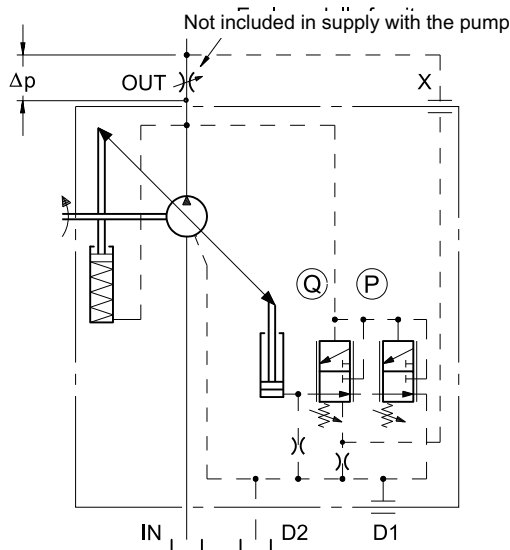 Not included in supply with the pump
Δp
OUT
X
Q
P
IN
D2
D1